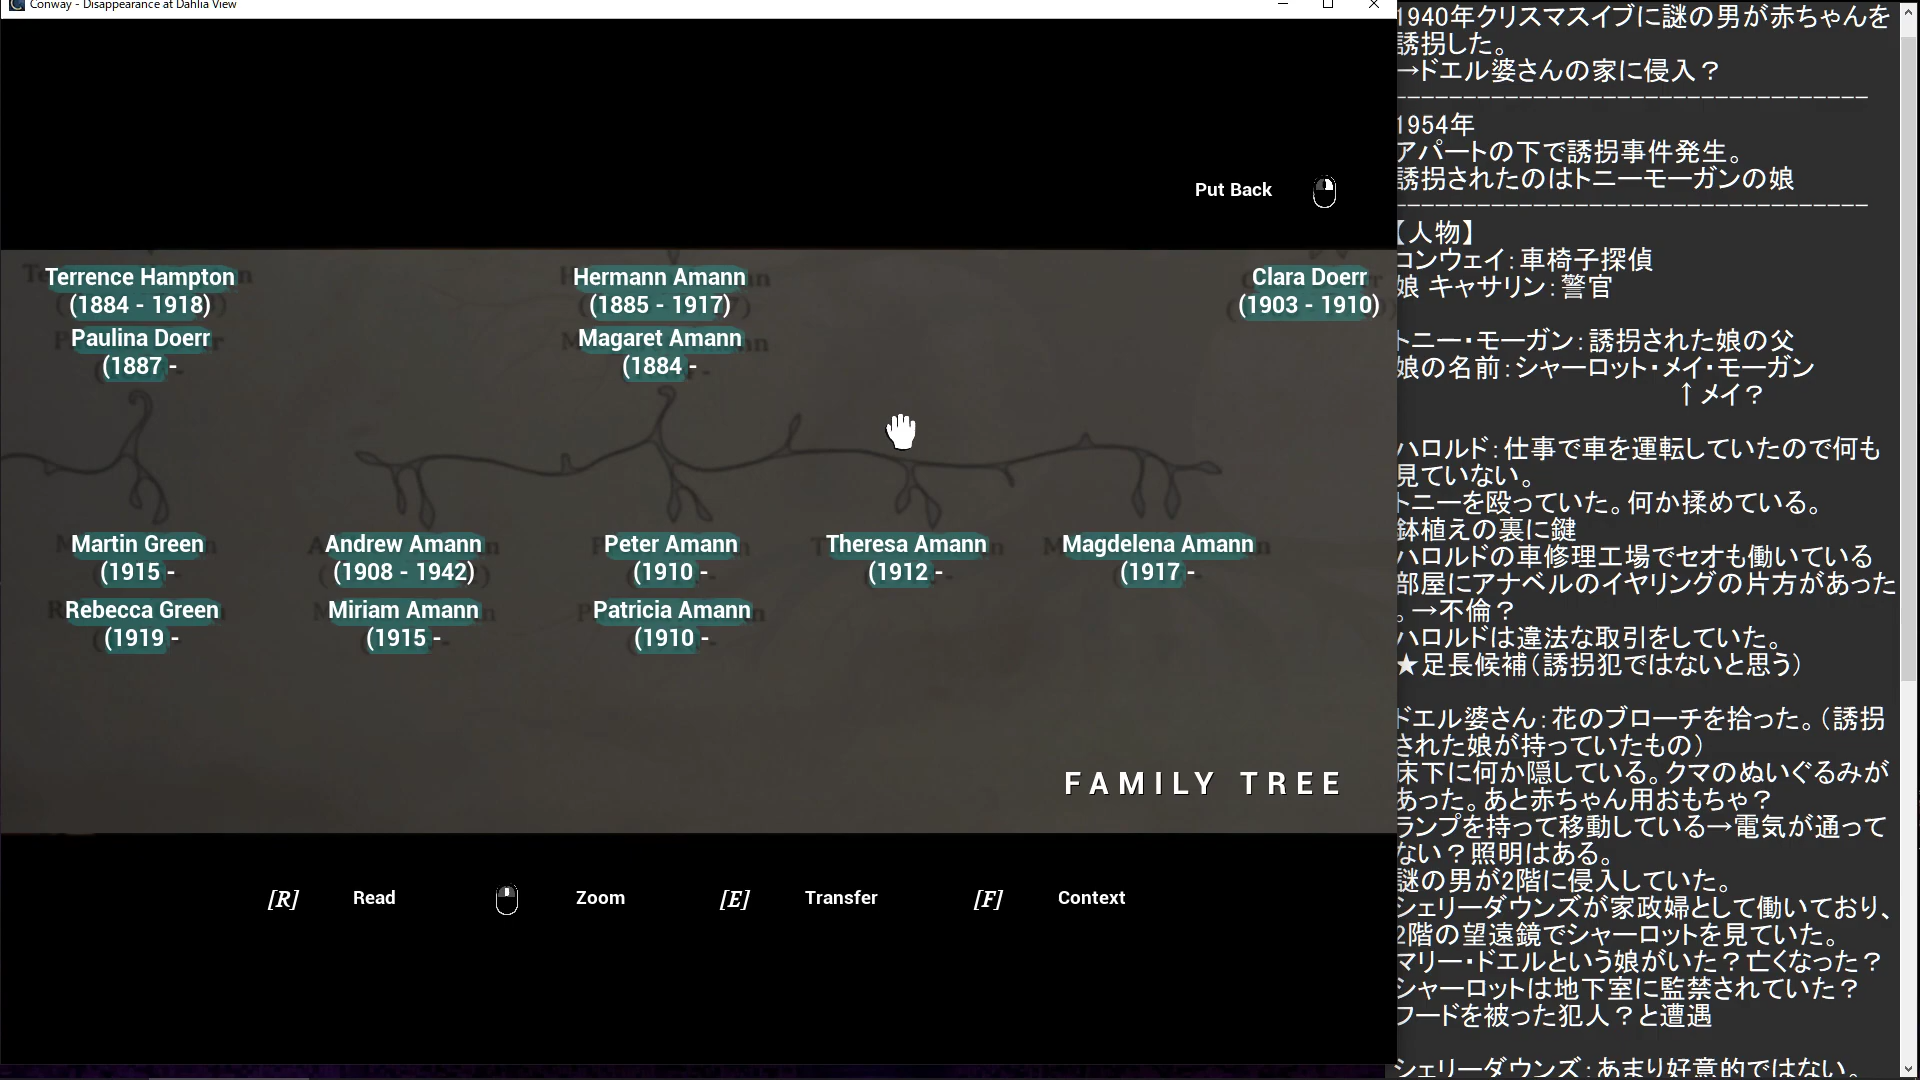 Conway - Disappearance at Dahlia View
Put Back
Terrence Hampton
(1884 - 1918)
Paulina Doerr
(1887 -
Hermann Amann
(1885 - 1917)
Magaret Amann
(1884 -
Clara Doerr
(1903 - 1910)
Martin Green
(1915 -
Rebecca Green
(1919 -
Andrew Amann
(1908 - 1942)
Miriam Amann
(1915 -
Peter Amann
(1910 -
Patricia Amann
(1910 -
Theresa Amann
(1912 -
Magdelena Amann
(1917 -
FAMILY TREE
[R] Read
Zoom
[E] Transfer
[F] Context
1940年クリスマスイブに謎の男が赤ちゃんを
誘拐した。
→ドエル婆さんの家に侵入？
-----------------------------------
1954年
アパートの下で誘拐事件発生。
誘拐されたのはトニーモーガンの娘
-----------------------------------
【人物】
コンウェイ：車椅子探偵
娘 キャサリン：警官
トニー・モーガン：誘拐された娘の父
娘の名前：シャーロット・メイ・モーガン
↑メイ？
ハロルド：仕事で車を運転していたので何も
見ていない。
トニーを殴っていた。何か揉めている。
鉢植えの裏に鍵
ハロルドの車修理工場でセオも働いている
部屋にアナベルのイヤリングの片方があった
。→不倫？
ハロルドは違法な取引をしていた。
★足長候補（誘拐犯ではないと思う）
ドエル婆さん：花のブローチを拾った。（誘拐
された娘が持っていたもの）
床下に何か隠している。クマのぬいぐるみが
あった。あと赤ちゃん用おもちゃ？
ランプを持って移動している→電気が通って
ない？照明はある。
謎の男が2階に侵入していた。
シェリーダウンズが家政婦として働いており、
2階の望遠鏡でシャーロットを見ていた。
マリー・ドエルという娘がいた？亡くなった？
シャーロットは地下室に監禁されていた？
フードを被った犯人？と遭遇
シェリーダウンズ：あまり好意的ではない。